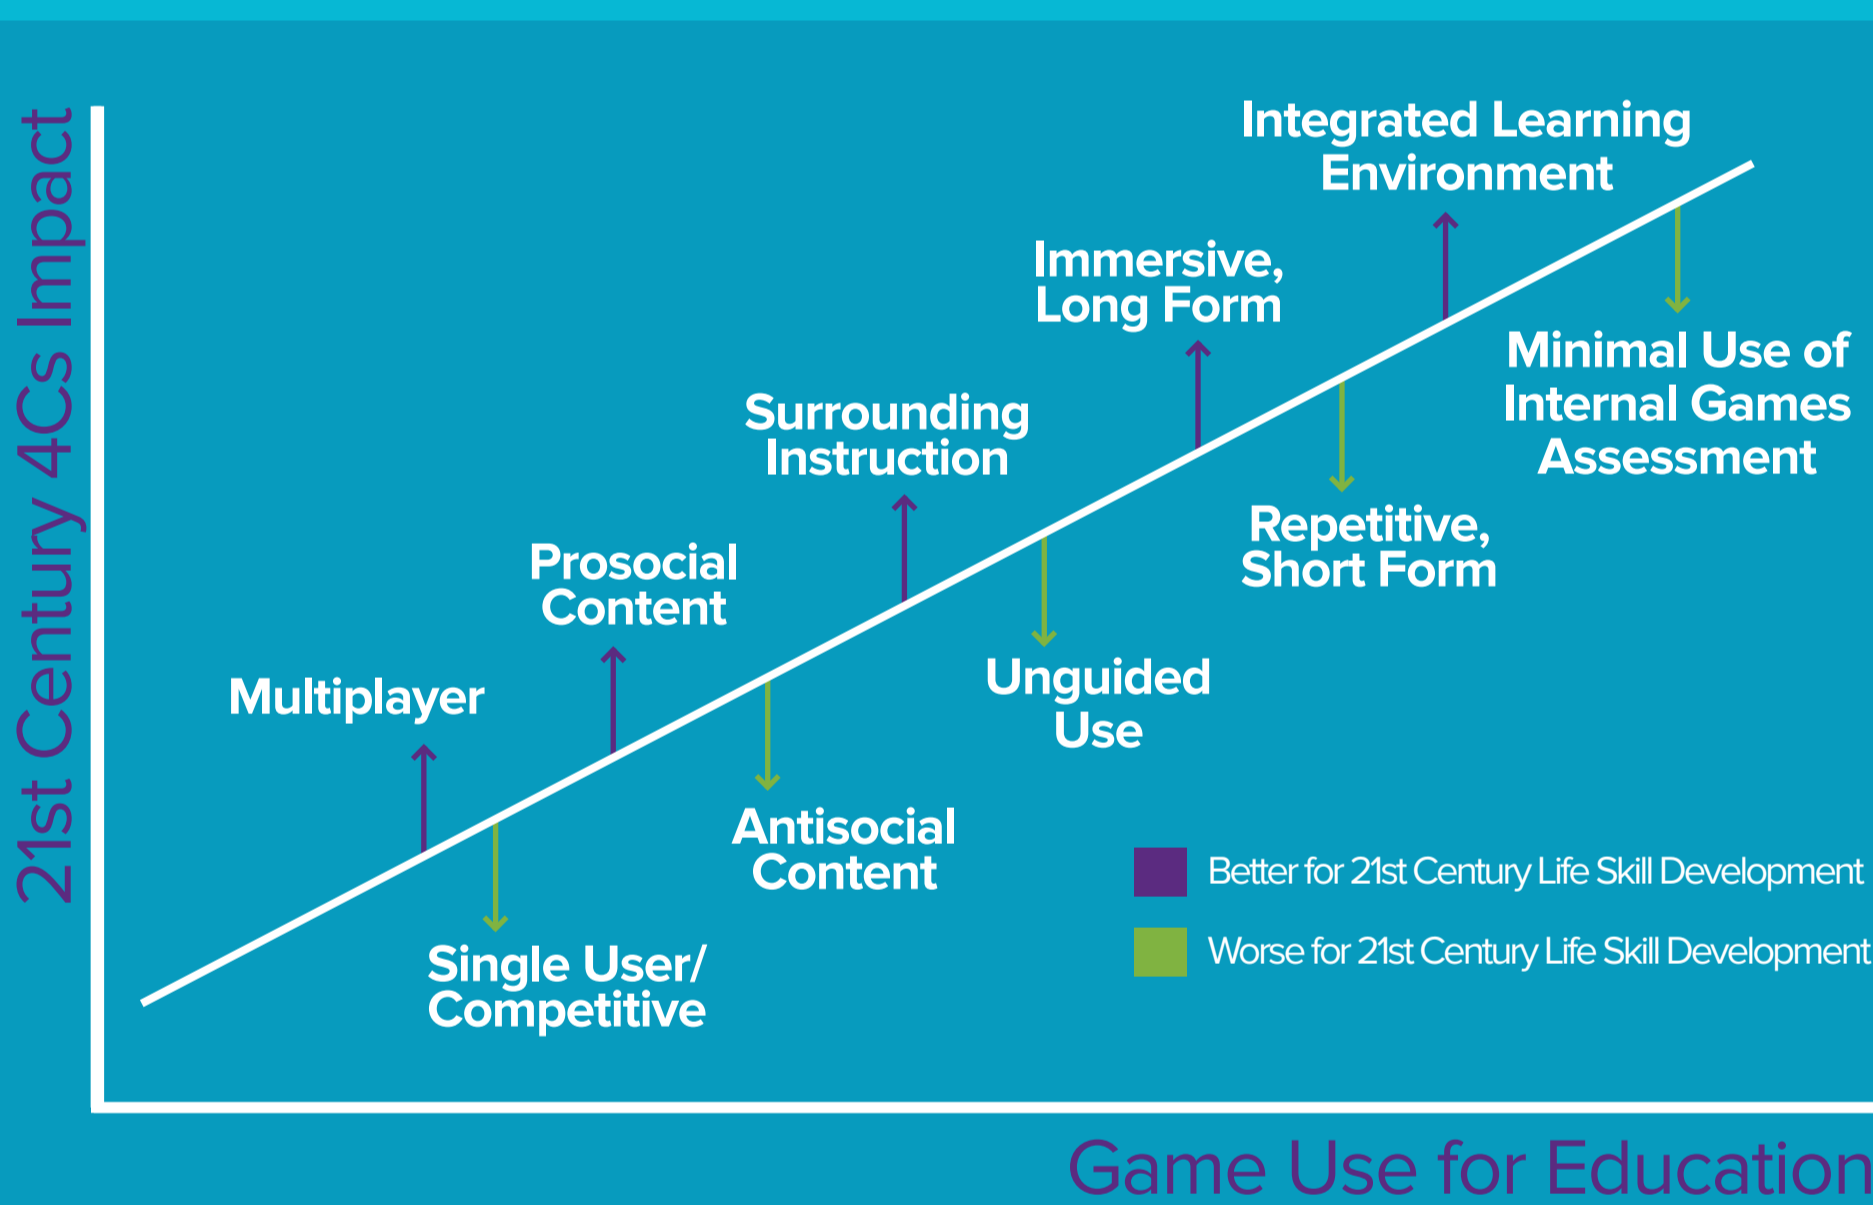 21st Century 4Cs Impact
Integrated Learning
Environment
Immersive,
Long Form
Minimal Use of
Internal Games
Assessment
Surrounding
Instruction
Repetitive,
Short Form
Prosocial
Content
Unguided
Use
Multiplayer
Antisocial
Content
Single User/
Competitive
Better for 21st Century Life Skill Development
Worse for 21st Century Life Skill Development
Game Use for Education